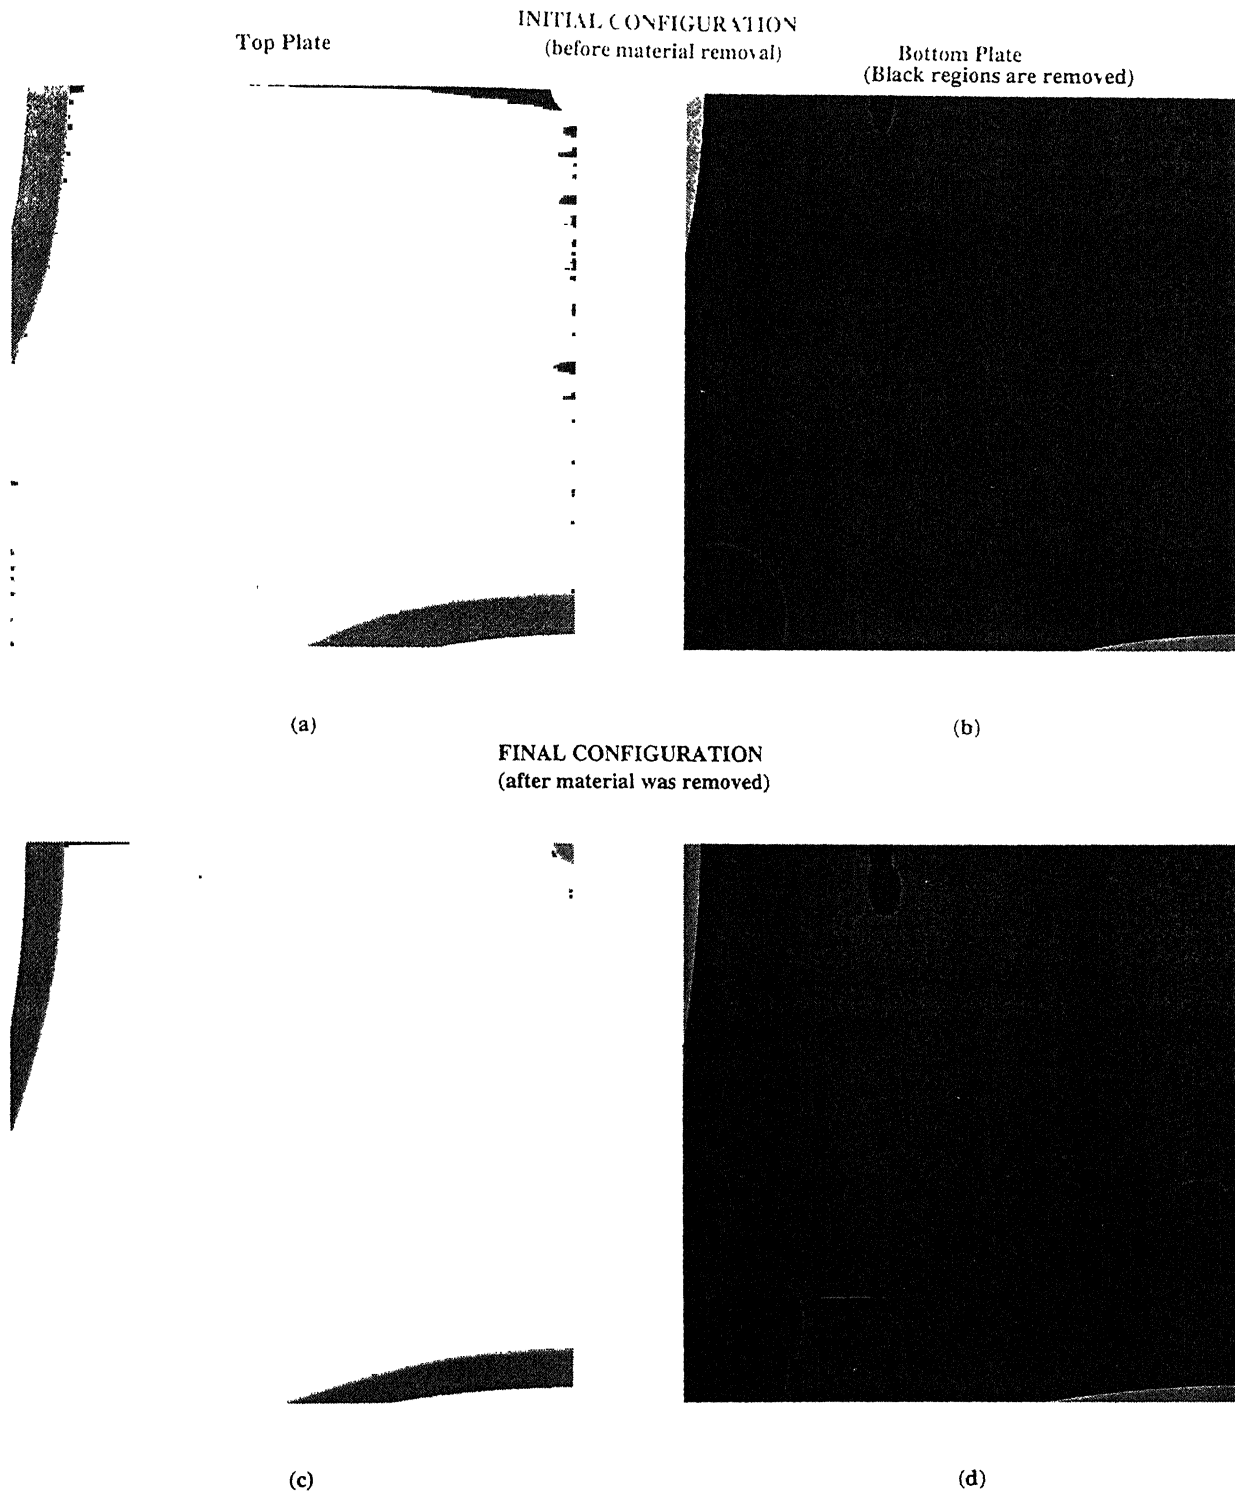 INITIAL CONFIGURATION
Top Plate
(before material removal)
Bottom Plate
(Black regions are removed)
(a)
(b)
FINAL CONFIGURATION
(after material was removed)
(c)
(d)